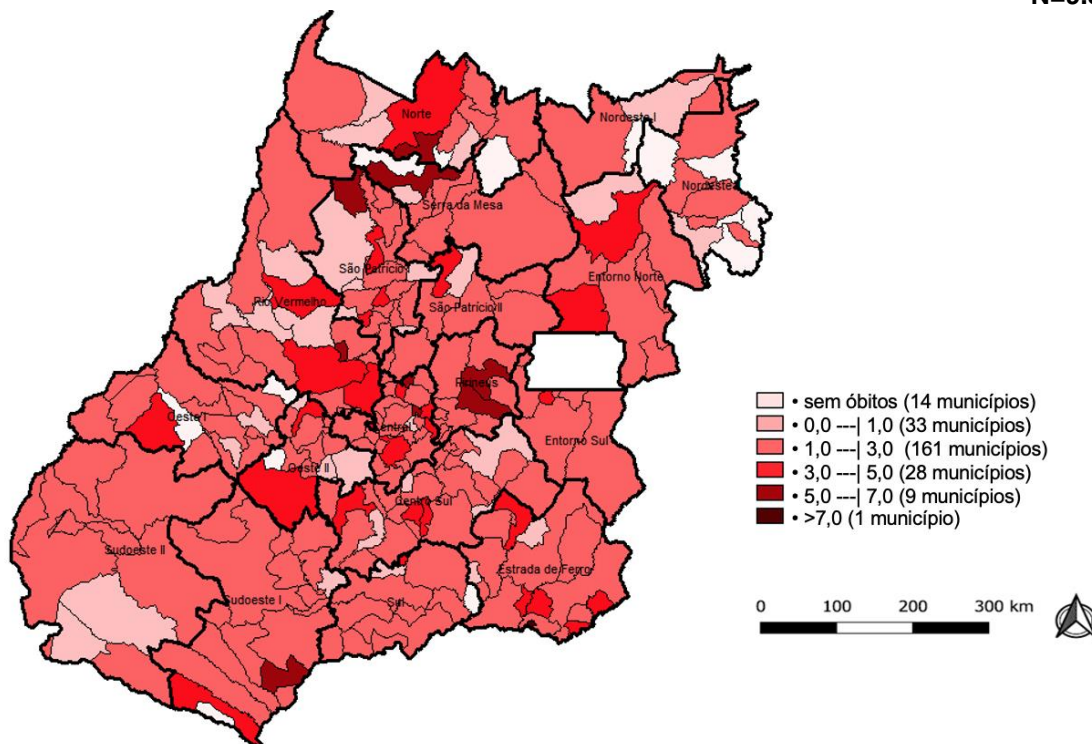 Norte
Nordeste I
Nordeste
Serra da Mesa
São Patrício I
Entorno Norte
Rio Vermelho
São Patrício II
Pirineus
Oeste I
Central
Entorno Sul
Oeste II
Centro Sul
Sudoeste II
Estrada de Ferro
Sudoeste I
Sul
• sem óbitos (14 municípios)
• 0,0 ---| 1,0 (33 municípios)
• 1,0 ---| 3,0 (161 municípios)
• 3,0 ---| 5,0 (28 municípios)
• 5,0 ---| 7,0 (9 municípios)
• >7,0 (1 município)
0 100 200 300 km